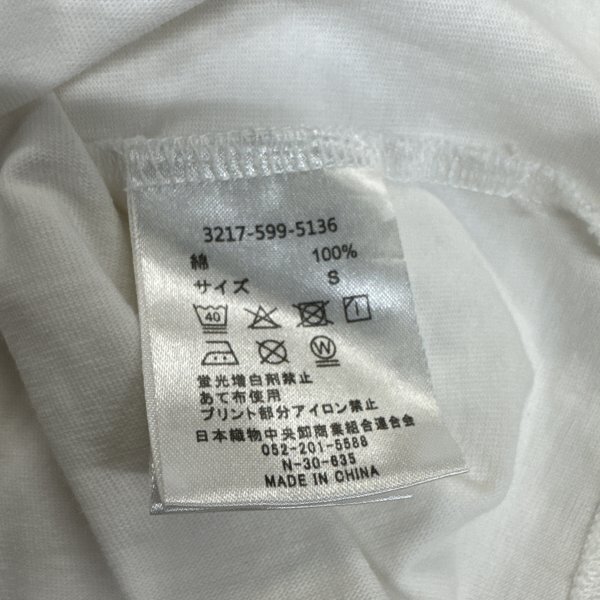 3217-599-5136
綿 100%
サイズ S
40
W
蛍光増白剤禁止
あて布使用
プリント部分アイロン禁止
日本織物中央卸商業組合連合会
052-201-5588
N-30-635
MADE IN CHINA